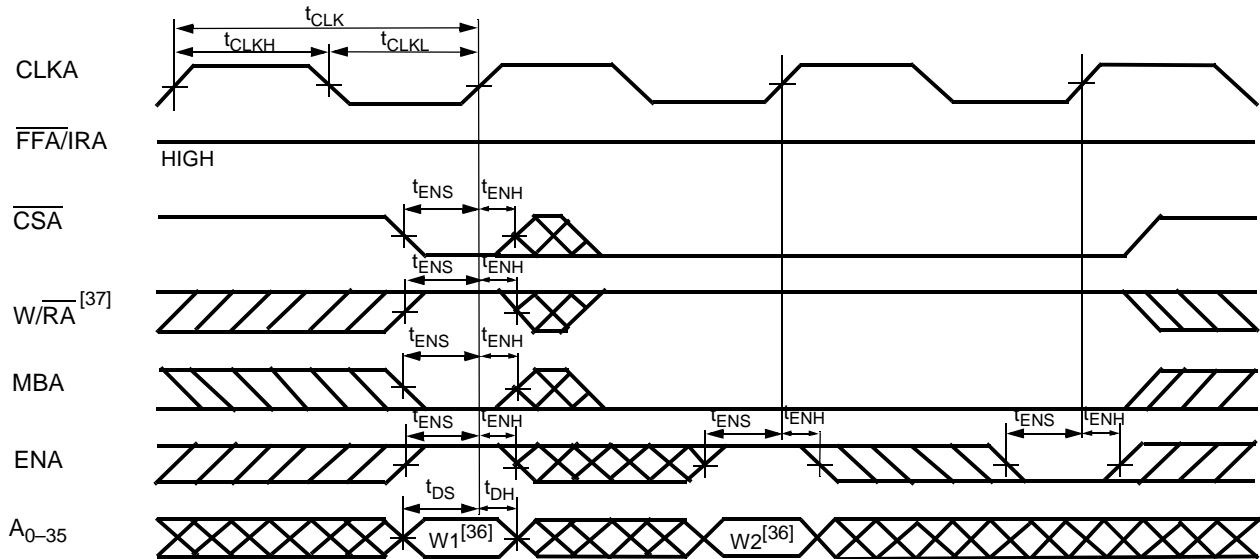 tCLK
tCLKH tCLKL
CLKA
FFA/IRA
HIGH
tENS tENH
CSA
tENS tENH
W/RA [37]
tENS tENH
MBA
tENS tENH tENS tENH tENS tENH
ENA
tDS tDH
A0–35 W1[36] W2[36]